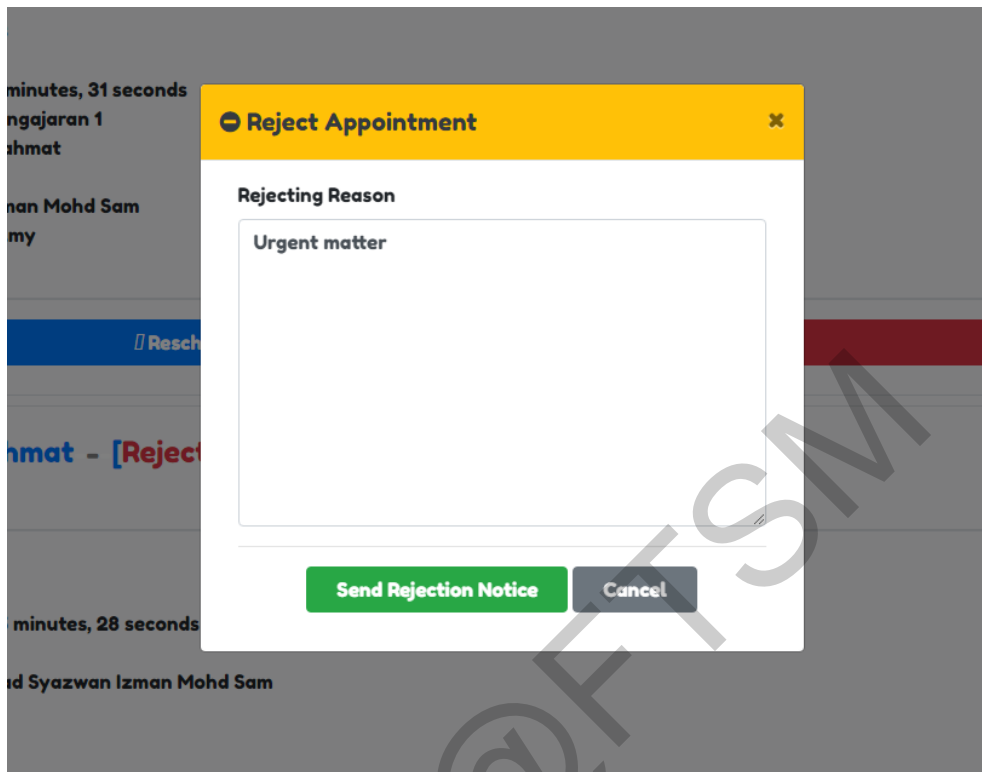 minutes, 31 seconds
ngajaran 1
ahmat
Mohd Sam
my
Reject Appointment
Rejecting Reason
Urgent matter
Resch
hmat - [Reject
Send Rejection Notice
Cancel
minutes, 28 seconds
ad Syazwan Izman Mohd Sam
@FTSM